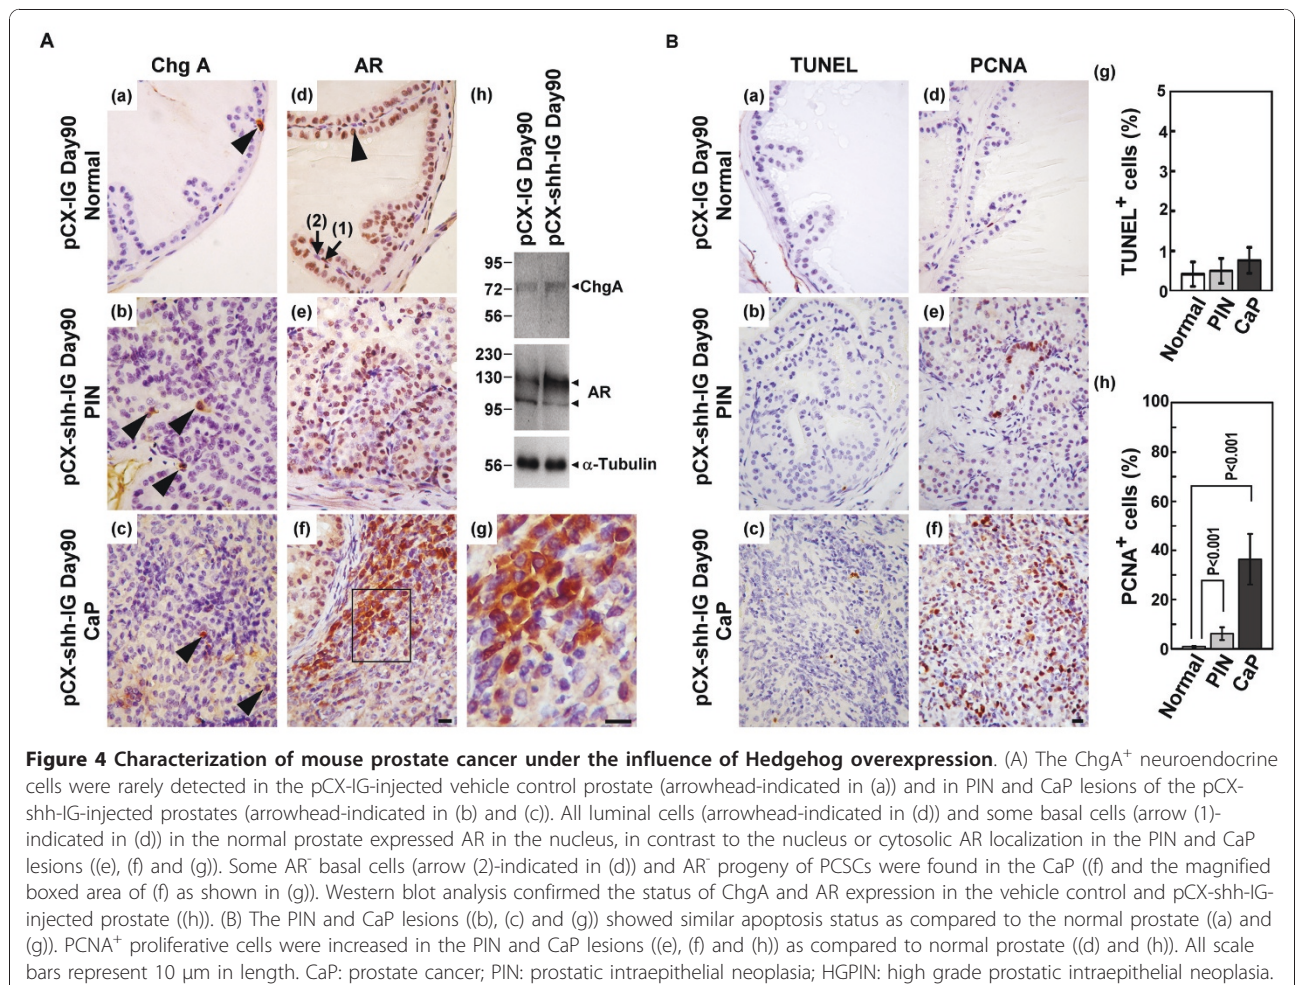 A
Chg A
AR
(a)
(d)
(h)
pCX-IG Day90
Normal
(2)
(1)
pCX-IG Day90
pCX-shh-IG Day90
95
72
56
ChgA
230
130
95
AR
56
α-Tubulin
(b)
(e)
pCX-shh-IG Day90
PIN
(c)
(f)
(g)
pCX-shh-IG Day90
CaP
B
TUNEL
PCNA
(a)
(d)
pCX-IG Day90
Normal
(b)
(e)
pCX-shh-IG Day90
PIN
(c)
(f)
pCX-shh-IG Day90
CaP
(g)
TUNEL+ cells (%)
5
4
3
2
1
0
Normal
PIN
CaP
(h)
PCNA+ cells (%)
100
80
60
40
20
0
P<0.001
P<0.001
Normal
PIN
CaP
Figure 4 Characterization of mouse prostate cancer under the influence of Hedgehog overexpression. (A) The ChgA+ neuroendocrine
cells were rarely detected in the pCX-IG-injected vehicle control prostate (arrowhead-indicated in (a)) and in PIN and CaP lesions of the pCX-
shh-IG-injected prostates (arrowhead-indicated in (b) and (c)). All luminal cells (arrowhead-indicated in (d)) and some basal cells (arrow (1)-
indicated in (d)) in the normal prostate expressed AR in the nucleus, in contrast to the nucleus or cytosolic AR localization in the PIN and CaP
lesions ((e), (f) and (g)). Some AR- basal cells (arrow (2)-indicated in (d)) and AR- progeny of PCSCs were found in the CaP ((f) and the magnified
boxed area of (f) as shown in (g)). Western blot analysis confirmed the status of ChgA and AR expression in the vehicle control and pCX-shh-IG-
injected prostate ((h)). (B) The PIN and CaP lesions ((b), (c) and (g)) showed similar apoptosis status as compared to the normal prostate ((a) and
(g)). PCNA+ proliferative cells were increased in the PIN and CaP lesions ((e), (f) and (h)) as compared to normal prostate ((d) and (h)). All scale
bars represent 10 μm in length. CaP: prostate cancer; PIN: prostatic intraepithelial neoplasia; HGPIN: high grade prostatic intraepithelial neoplasia.